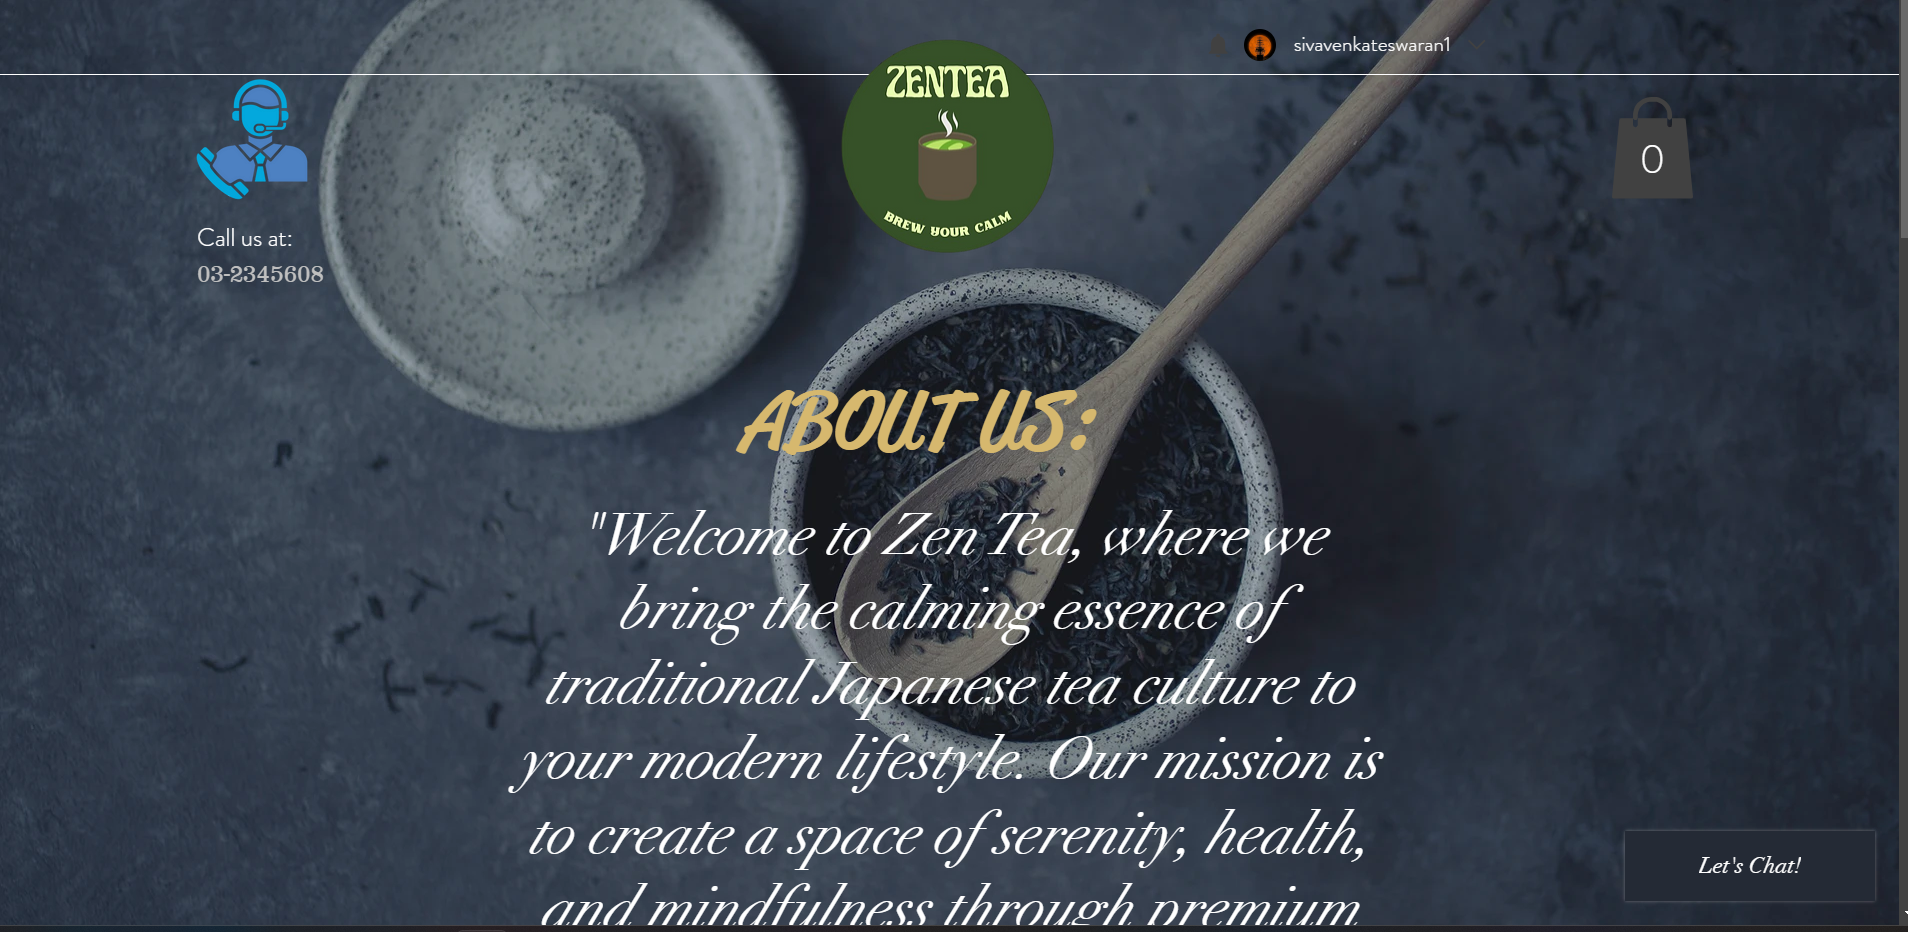 sivavenkateswaran1
ZENTEA
BREW YOUR CALM
0
Call us at:
03-2345608
ABOUT US:
"Welcome to Zen Tea, where we
bring the calming essence of
traditional Japanese tea culture to
your modern lifestyle. Our mission is
to create a space of serenity, health,
and mindfulness through premium
Let's Chat!